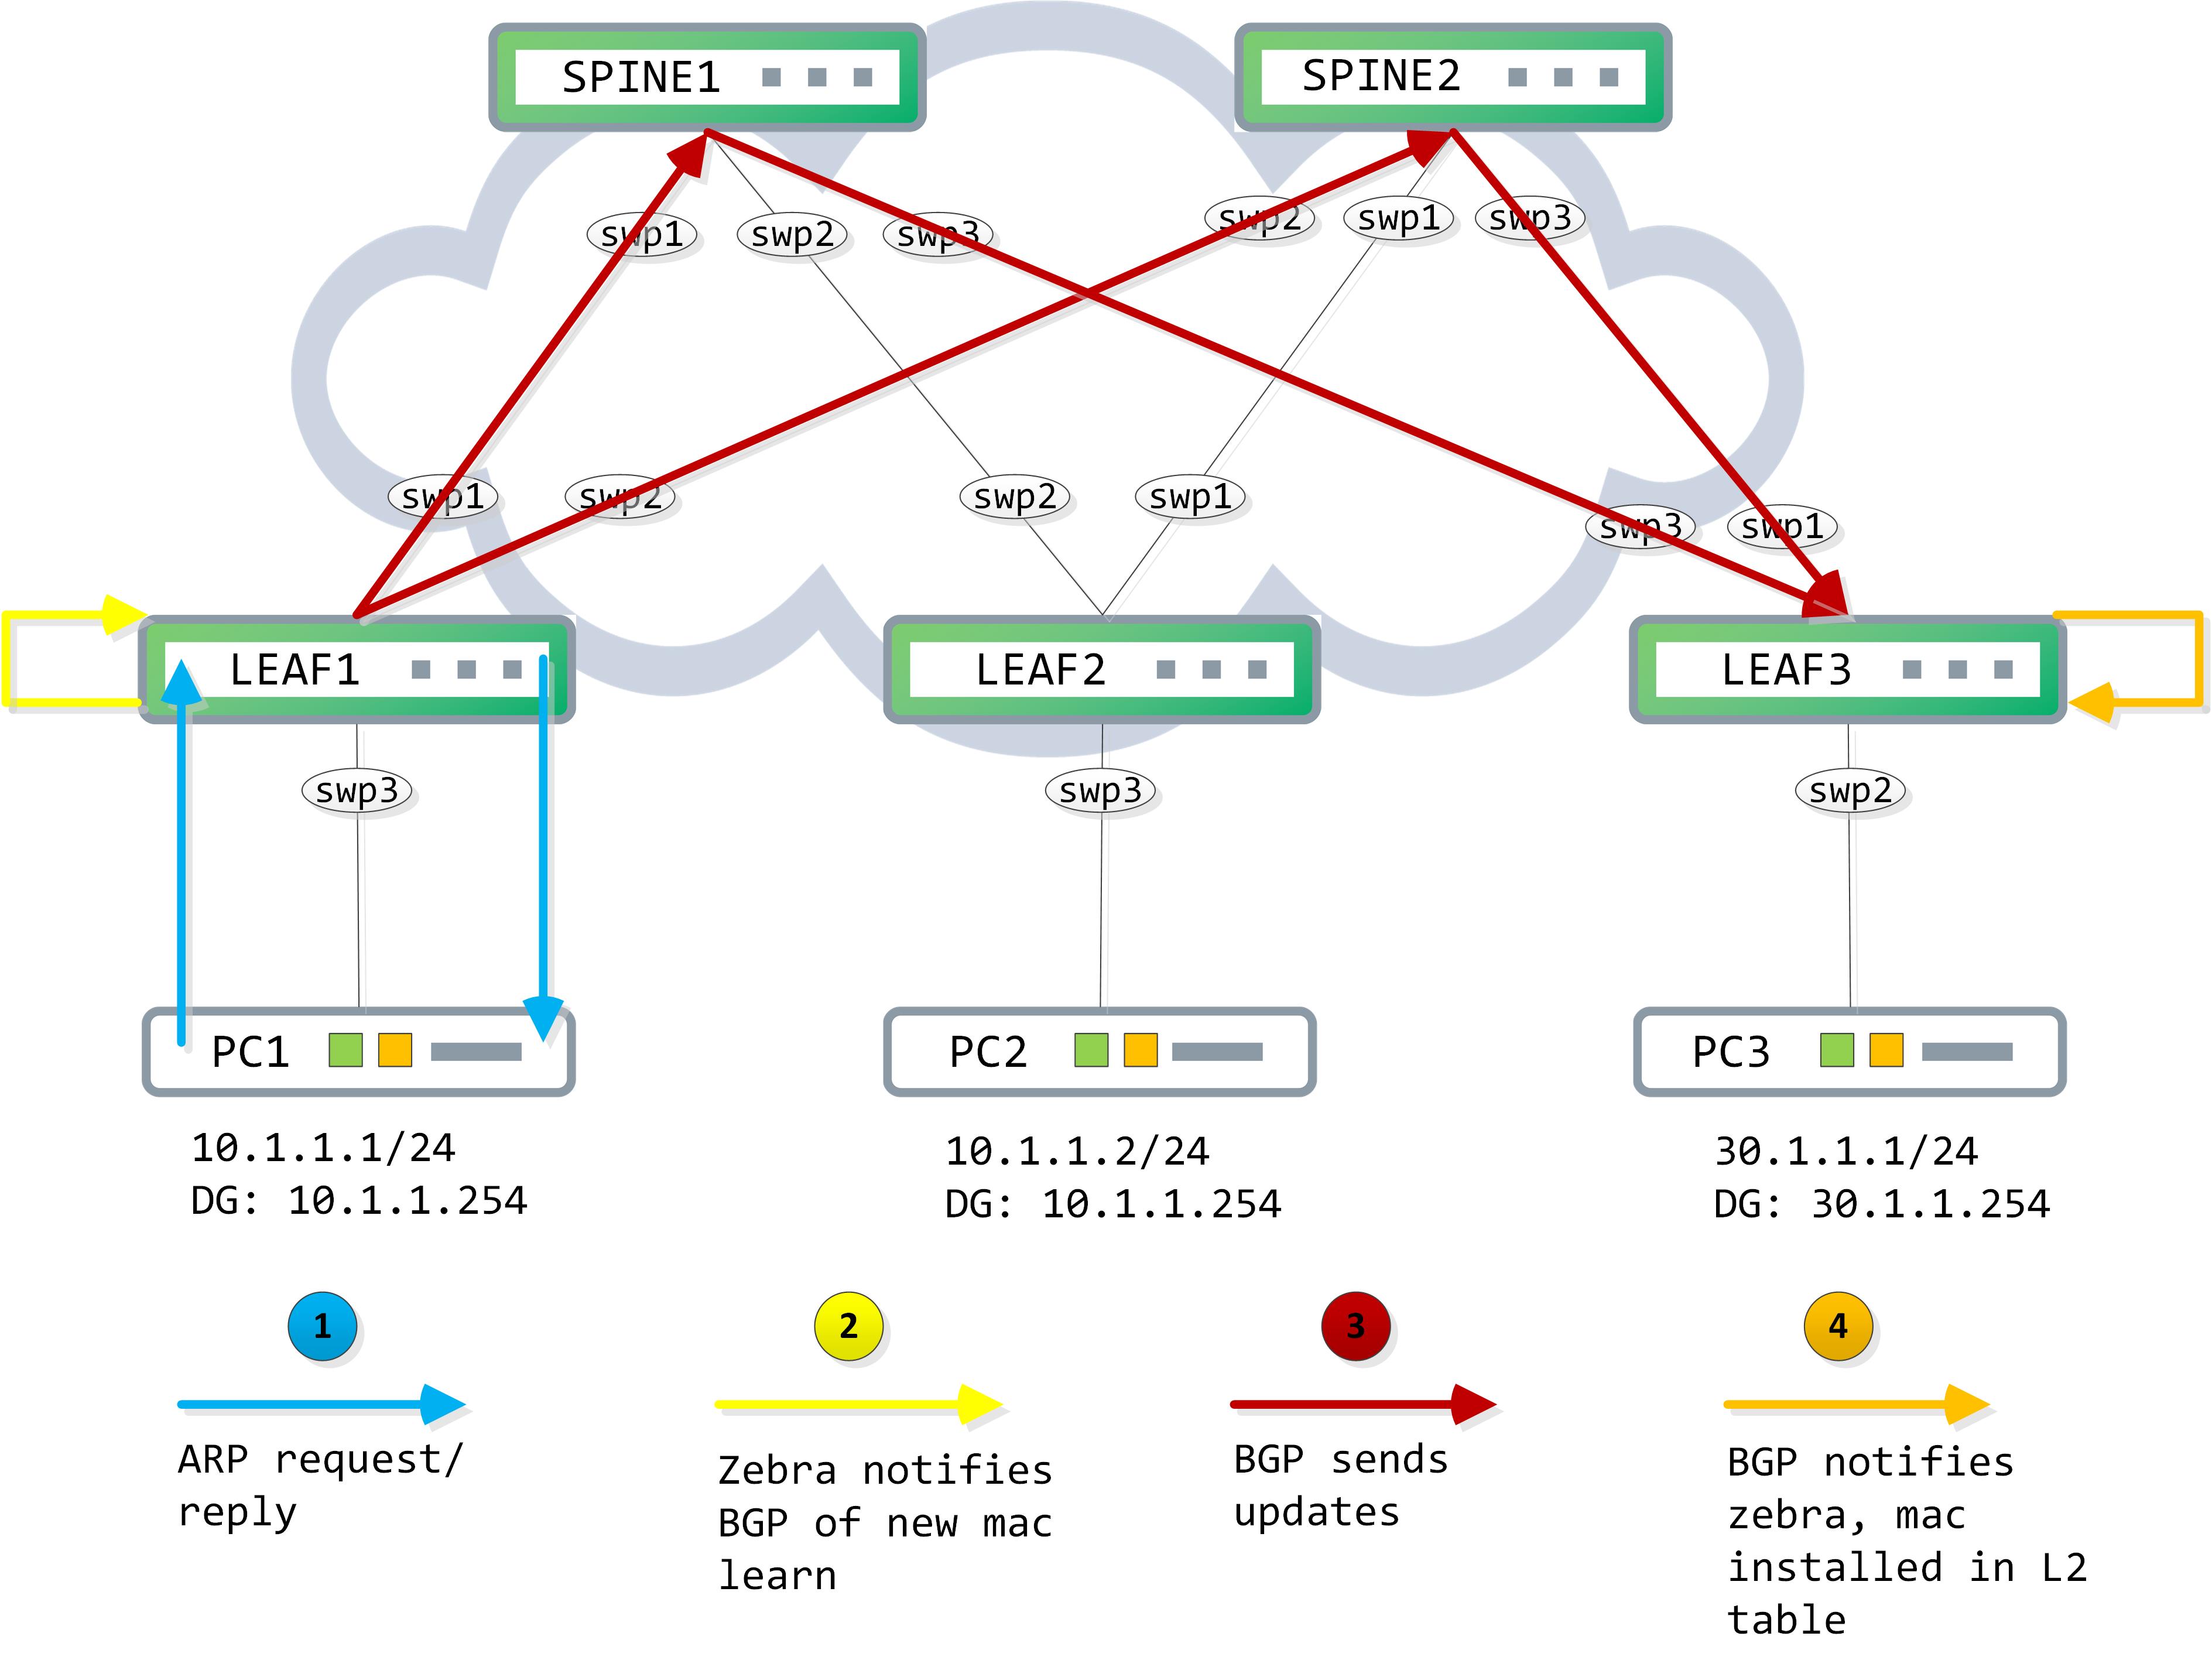 SPINE1
SPINE2
swp1
swp2
swp3
swp2
swp1
swp3
swp1
swp2
swp2
swp1
swp3
swp1
LEAF1
LEAF2
LEAF3
swp3
swp3
swp2
PC1
PC2
PC3
10.1.1.1/24
DG: 10.1.1.254
10.1.1.2/24
DG: 10.1.1.254
30.1.1.1/24
DG: 30.1.1.254
1
2
3
4
ARP request/
reply
Zebra notifies
BGP of new mac
learn
BGP sends
updates
BGP notifies
zebra, mac
installed in L2
table